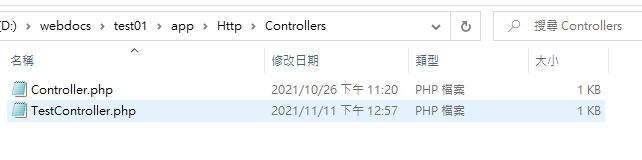 (D:) › webdocs › test01 › app › Http › Controllers 搜尋 Controllers
名稱 修改日期 類型 大小
Controller.php 2021/10/26 下午 11:20 PHP 檔案 1 KB
TestController.php 2021/11/11 下午 12:57 PHP 檔案 1 KB